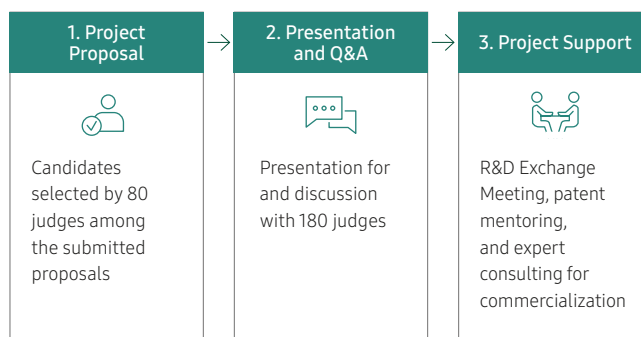 1. Project
Proposal
Candidates
selected by 80
judges among
the submitted
proposals
2. Presentation
and Q&A
Presentation for
and discussion
with 180 judges
3. Project Support
R&D Exchange
Meeting, patent
mentoring,
and expert
consulting for
commercialization